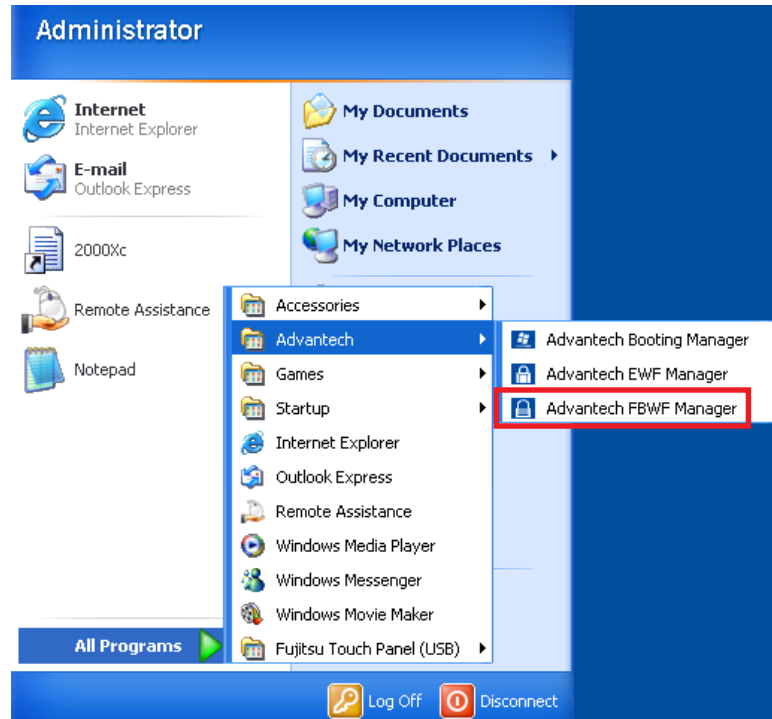 Administrator
Internet
Internet Explorer
E-mail
Outlook Express
2000Xc
Remote Assistance
Notepad
All Programs
My Documents
My Recent Documents
My Computer
My Network Places
Accessories
Advantech
Games
Startup
Internet Explorer
Outlook Express
Remote Assistance
Windows Media Player
Windows Messenger
Windows Movie Maker
Fujitsu Touch Panel (USB)
Advantech Booting Manager
Advantech EWF Manager
Advantech FBWF Manager
Log Off
Disconnect